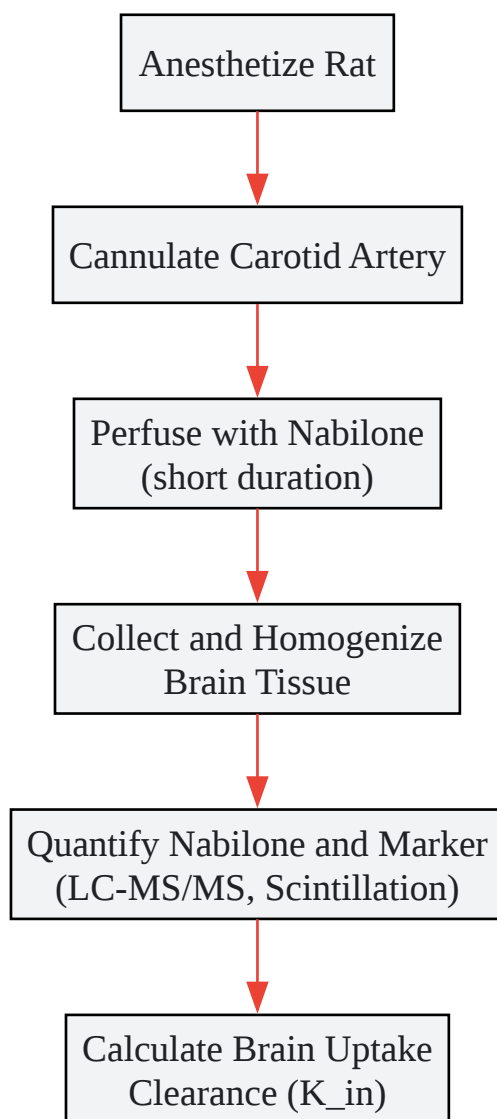 Anesthetize Rat
Cannulate Carotid Artery
Perfuse with Nabilone
(short duration)
Collect and Homogenize
Brain Tissue
Quantify Nabilone and Marker
(LC-MS/MS, Scintillation)
Calculate Brain Uptake
Clearance (K_in)